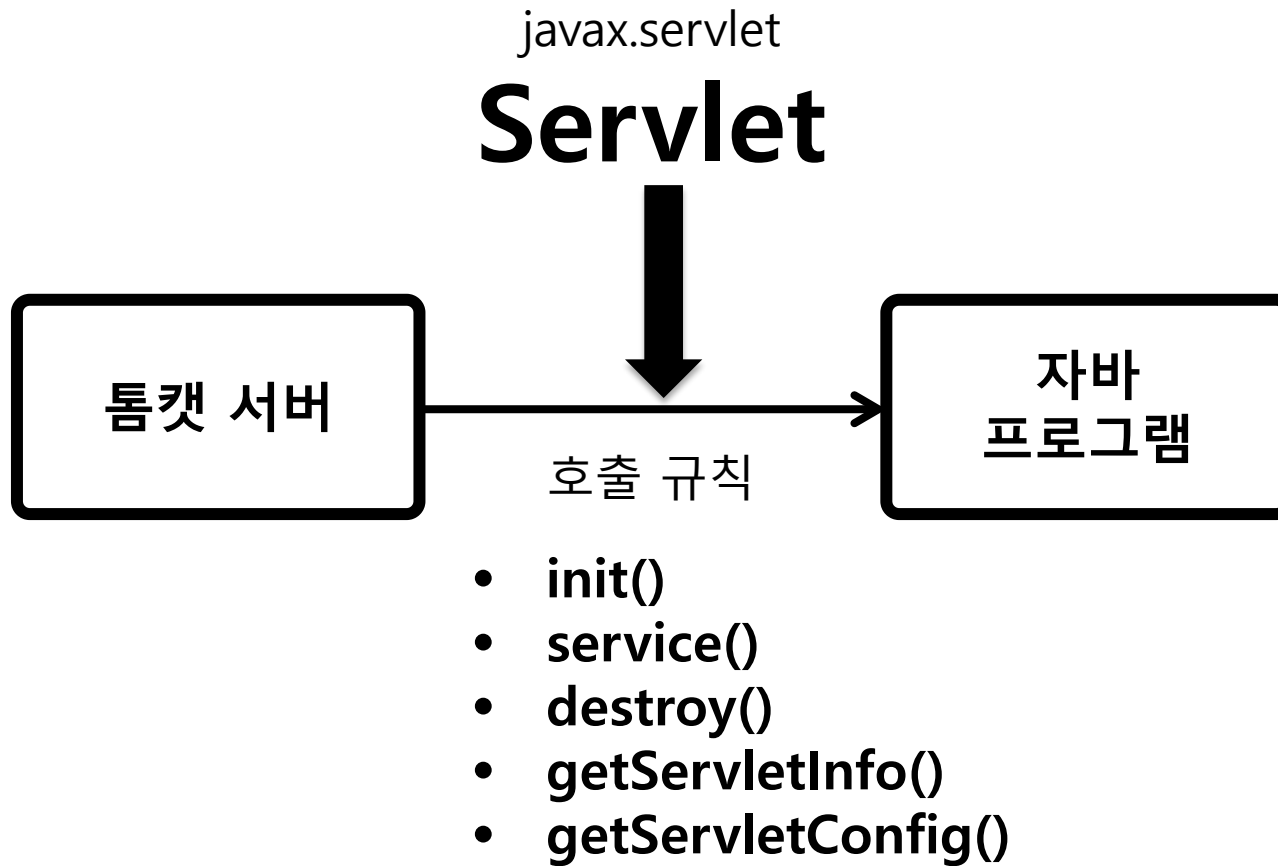 javax.servlet
Servlet
톰캣 서버
자바
프로그램
호출 규칙
• init()
• service()
• destroy()
• getServletInfo()
• getServletConfig()